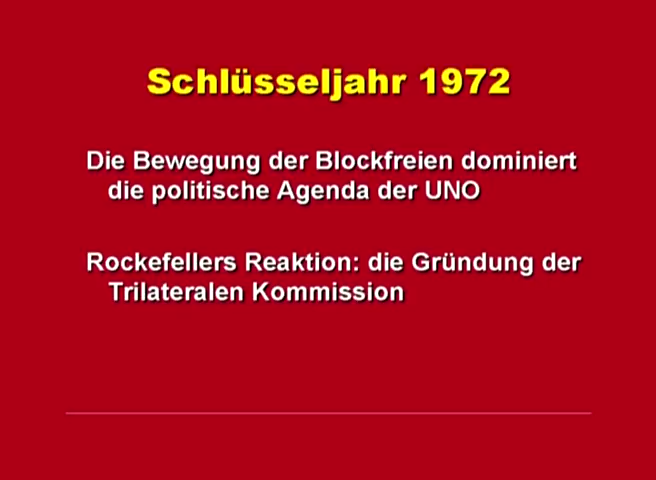 Schlüsseljahr 1972
Die Bewegung der Blockfreien dominiert
die politische Agenda der UNO
Rockefellers Reaktion: die Gründung der
Trilateralen Kommission